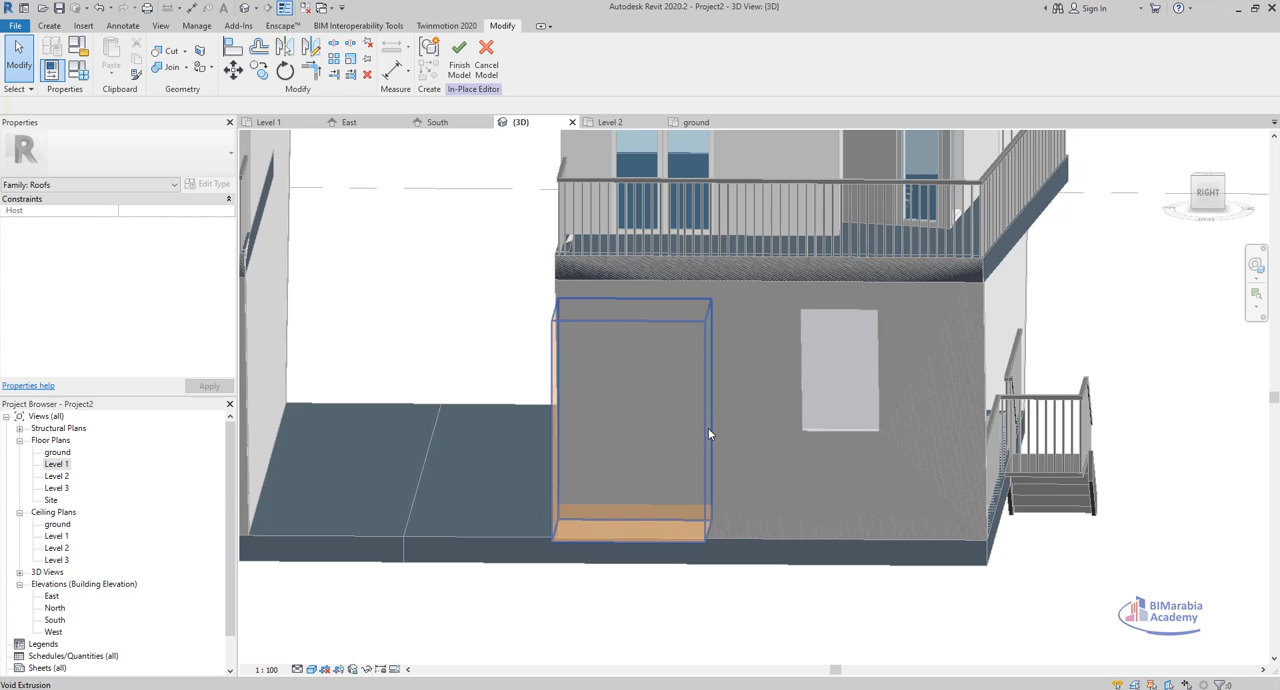 Autodesk Revit 2020.2 - Project2 - 3D View: {3D}
Sign In
File Create Insert Annotate View Manage Add-Ins Enscape™ BIM Interoperability Tools Twinmotion 2020 Modify
Modify
Paste
Cut
Join
Finish Model
Cancel Model
Select Properties Clipboard Geometry Modify Measure Create In-Place Editor
Properties
Level 1 East South {3D} Level 2 ground
R
Family: Roofs Edit Type
Constraints
Host
RIGHT
Properties help Apply
Project Browser - Project2
Views (all)
Structural Plans
Floor Plans
ground
Level 1
Level 2
Level 3
Site
Ceiling Plans
ground
Level 1
Level 2
Level 3
3D Views
Elevations (Building Elevation)
East
North
South
West
Legends
Schedules/Quantities (all)
Sheets (all)
BIMarabia
Academy
1 : 100
Void Extrusion
:0